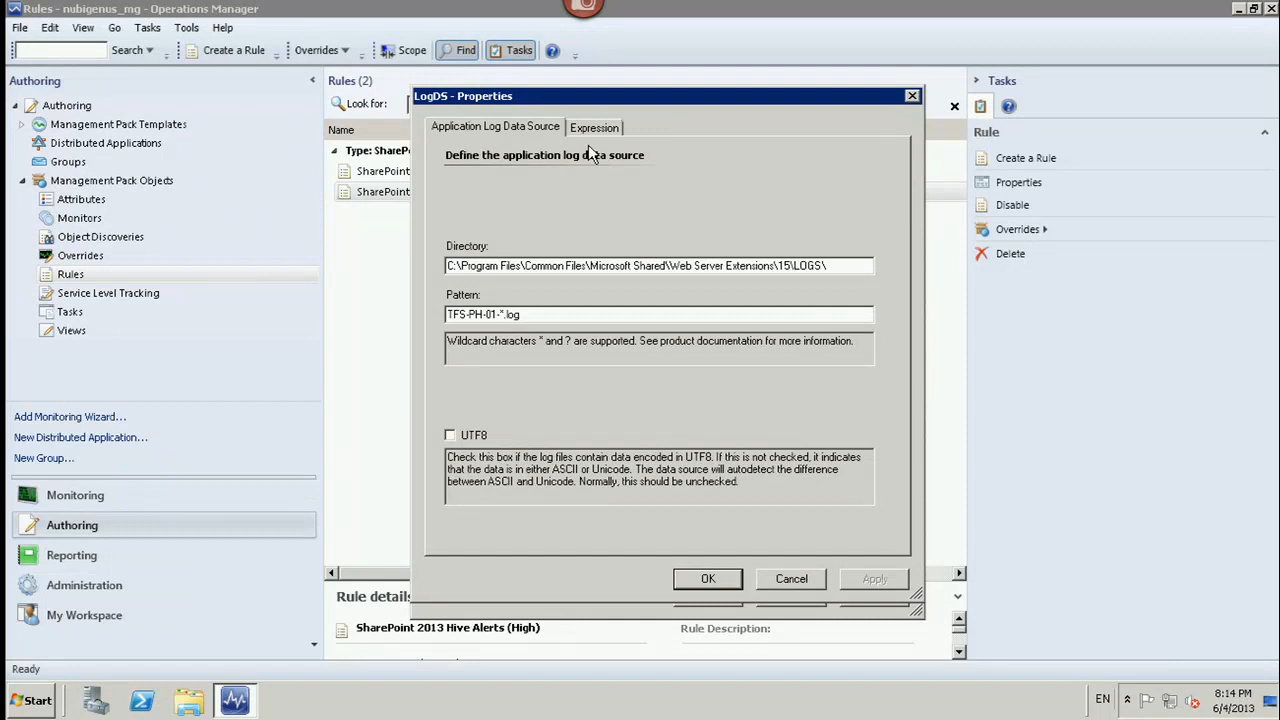 Rules - nubigenus_mg - Operations Manager
File Edit View Go Tasks Tools Help
Search Create a Rule Overrides Scope Find Tasks
Authoring
Authoring
Management Pack Templates
Distributed Applications
Groups
Management Pack Objects
Attributes
Monitors
Object Discoveries
Overrides
Rules
Service Level Tracking
Tasks
Views
Add Monitoring Wizard...
New Distributed Application...
New Group...
Monitoring
Authoring
Reporting
Administration
My Workspace
Rules (2)
Look for:
Name
Type: ShareP
SharePoint
SharePoint
LogDS - Properties
Application Log Data Source Expression
Define the application log data source
Directory:
C:\Program Files\Common Files\Microsoft Shared\Web Server Extensions\15\LOGS\
Pattern:
TFS-PH-01-*.log
Wildcard characters * and ? are supported. See product documentation for more information.
UTF8
Check this box if the log files contain data encoded in UTF8. If this is not checked, it indicates
that the data is in either ASCII or Unicode. The data source will autodetect the difference
between ASCII and Unicode. Normally, this should be unchecked.
OK Cancel Apply
Rule details
SharePoint 2013 Hive Alerts (High) Rule Description:
Tasks
Rule
Create a Rule
Properties
Disable
Overrides
Delete
Ready
Start EN 8:14 PM
6/4/2013